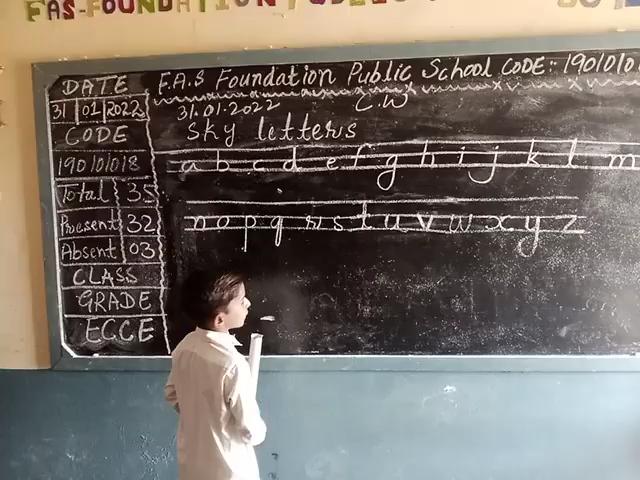 FAS-FOUNDATION PUBLIC
DATE
31 01 2022
CODE
190101018
Total 35
Present 32
Absent 03
CLASS
GRADE
ECCE
F.A.S Foundation Public School CODE:- 1901010
31.01.2022 C.W
Sky letters
a b c d e f g h i j k l m
n o p q r s t u v w x y z